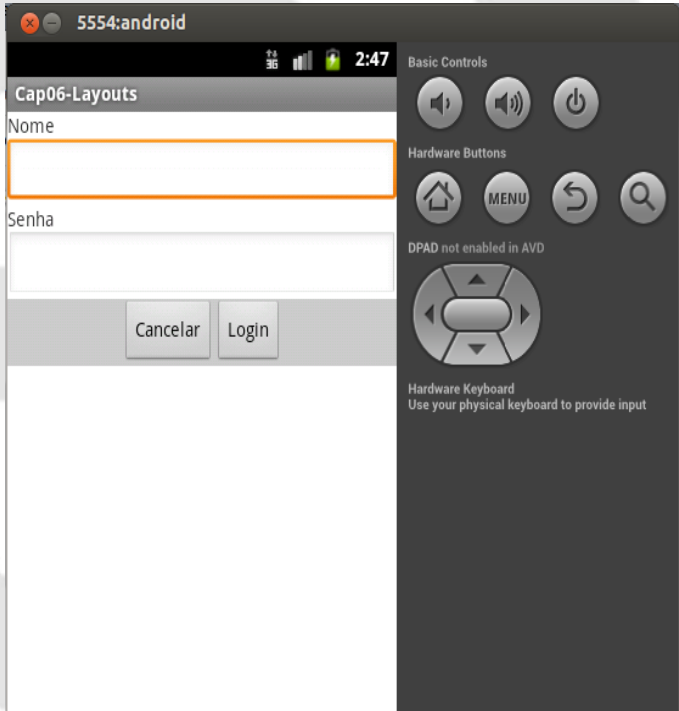 5554:android
3G 2:47
Cap06-Layouts
Nome
Senha
Cancelar Login
Basic Controls
Hardware Buttons
MENU
DPAD not enabled in AVD
Hardware Keyboard
Use your physical keyboard to provide input